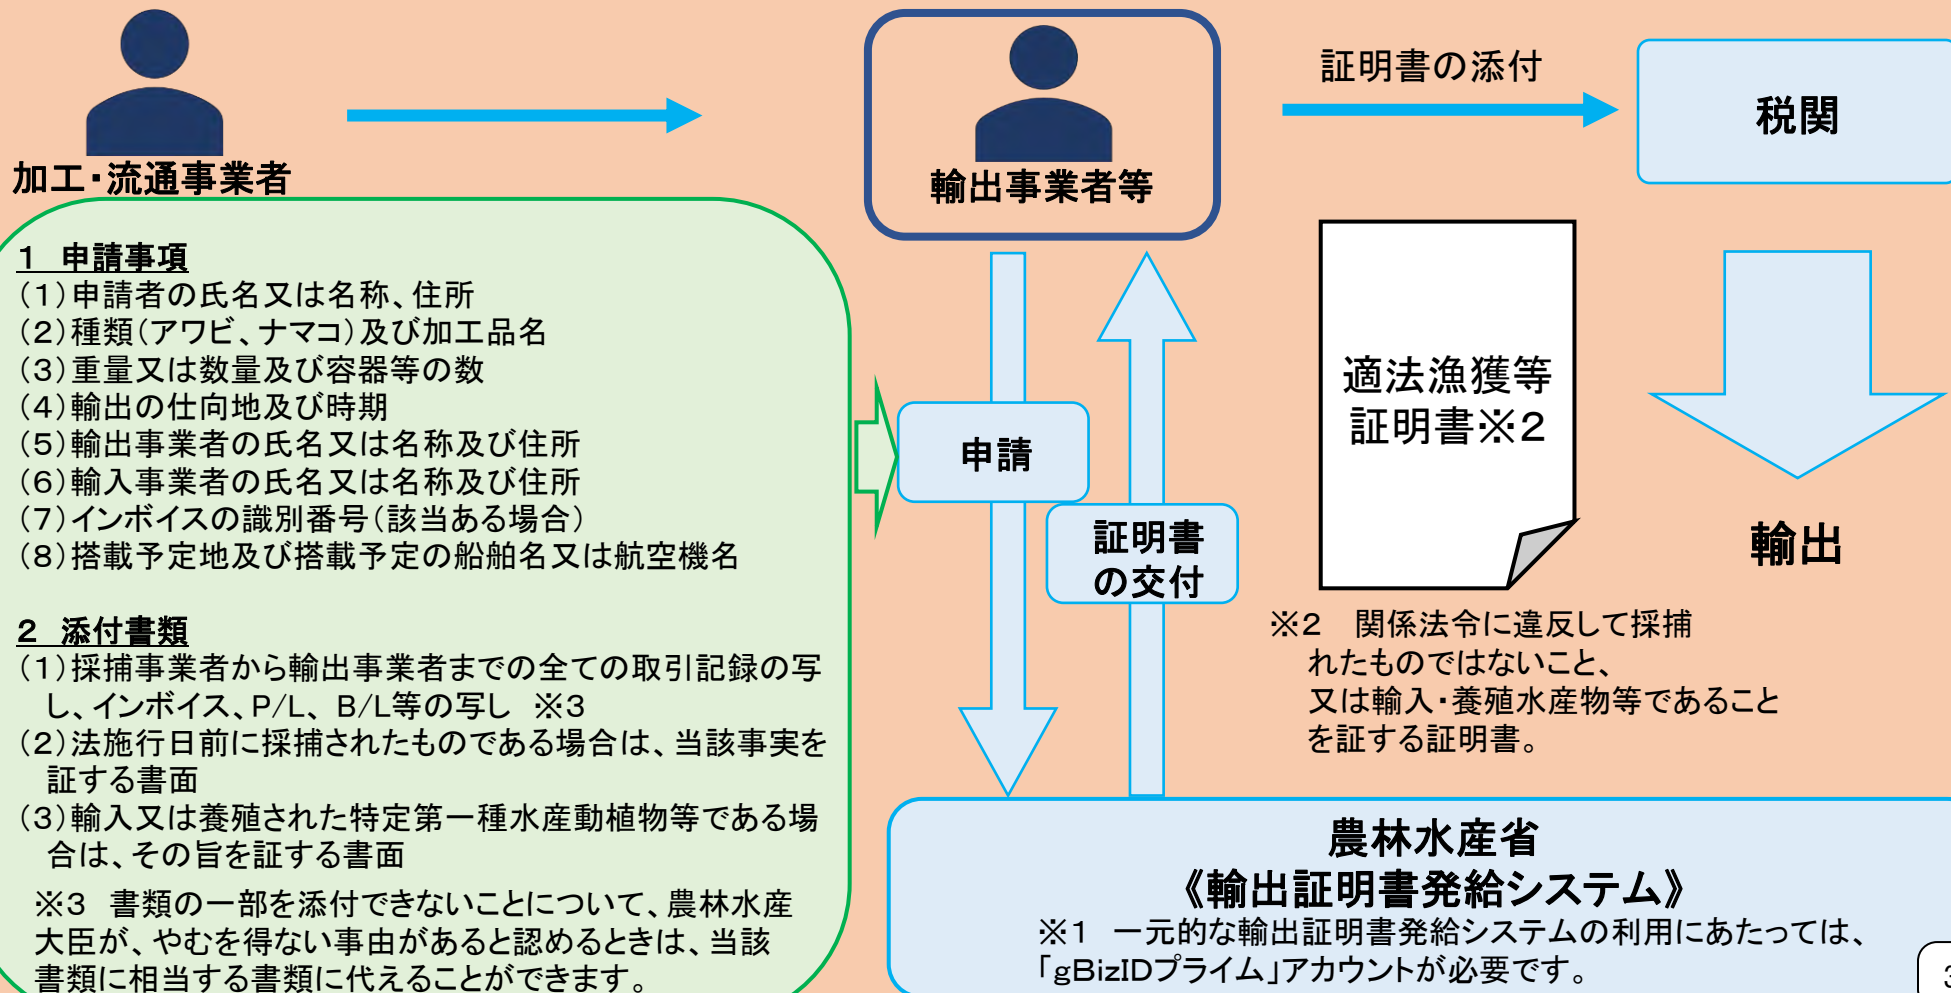 加工・流通事業者
輸出事業者等
証明書の添付
税関
1 申請事項
(1)申請者の氏名又は名称、住所
(2)種類(アワビ、ナマコ)及び加工品名
(3)重量又は数量及び容器等の数
(4)輸出の仕向地及び時期
(5)輸出事業者の氏名又は名称及び住所
(6)輸入事業者の氏名又は名称及び住所
(7)インボイスの識別番号(該当ある場合)
(8)搭載予定地及び搭載予定の船舶名又は航空機名
2 添付書類
(1)採捕事業者から輸出事業者までの全ての取引記録の写
し、インボイス、P/L、B/L等の写し ※3
(2)法施行日前に採捕されたものである場合は、当該事実を
証する書面
(3)輸入又は養殖された特定第一種水産動植物等である場
合は、その旨を証する書面
※3 書類の一部を添付できないことについて、農林水産
大臣が、やむを得ない事由があると認めるときは、当該
書類に相当する書類に代えることができます。
申請
証明書
の交付
適法漁獲等
証明書※2
輸出
※2 関係法令に違反して採捕
れたものではないこと、
又は輸入・養殖水産物等であること
を証する証明書。
農林水産省
《輸出証明書発給システム》
※1 一元的な輸出証明書発給システムの利用にあたっては、
「gBizIDプライム」アカウントが必要です。
3